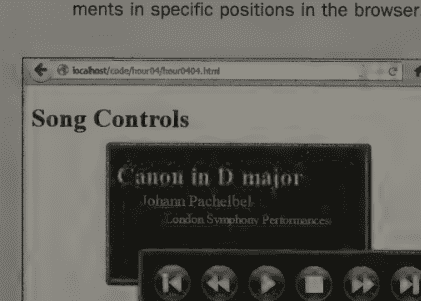 ments in specific positions in the browser
localhost/code/hour04/hour0404.html
Song Controls
Canon in D major
Johann Pachelbel
London Symphony Performances